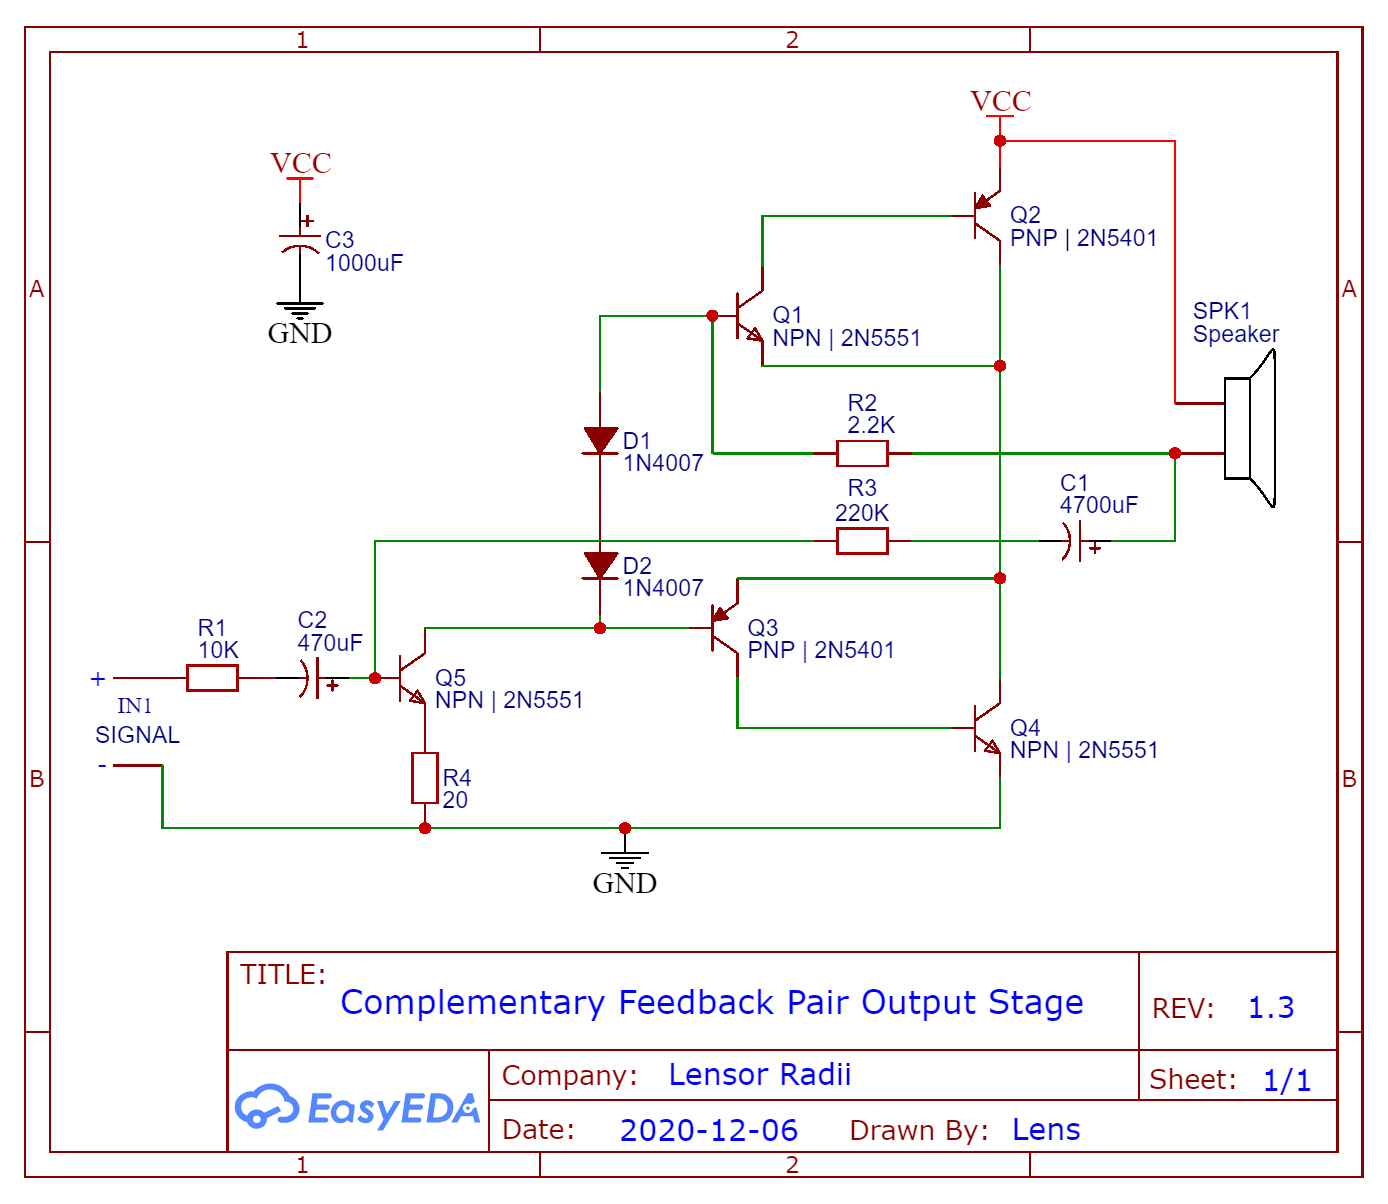 1
2
VCC
VCC
+
C3
1000uF
GND
Q2
PNP | 2N5401
A
A
Q1
NPN | 2N5551
SPK1
Speaker
R2
2.2K
D1
1N4007
R3
220K
C1
4700uF
+
D2
1N4007
R1
10K
C2
470uF
+
Q3
PNP | 2N5401
+
IN1
SIGNAL
-
Q5
NPN | 2N5551
Q4
NPN | 2N5551
R4
20
B
B
GND
TITLE:
Complementary Feedback Pair Output Stage
REV: 1.3
EasyEDA
Company: Lensor Radii
Sheet: 1/1
Date: 2020-12-06 Drawn By: Lens
1
2